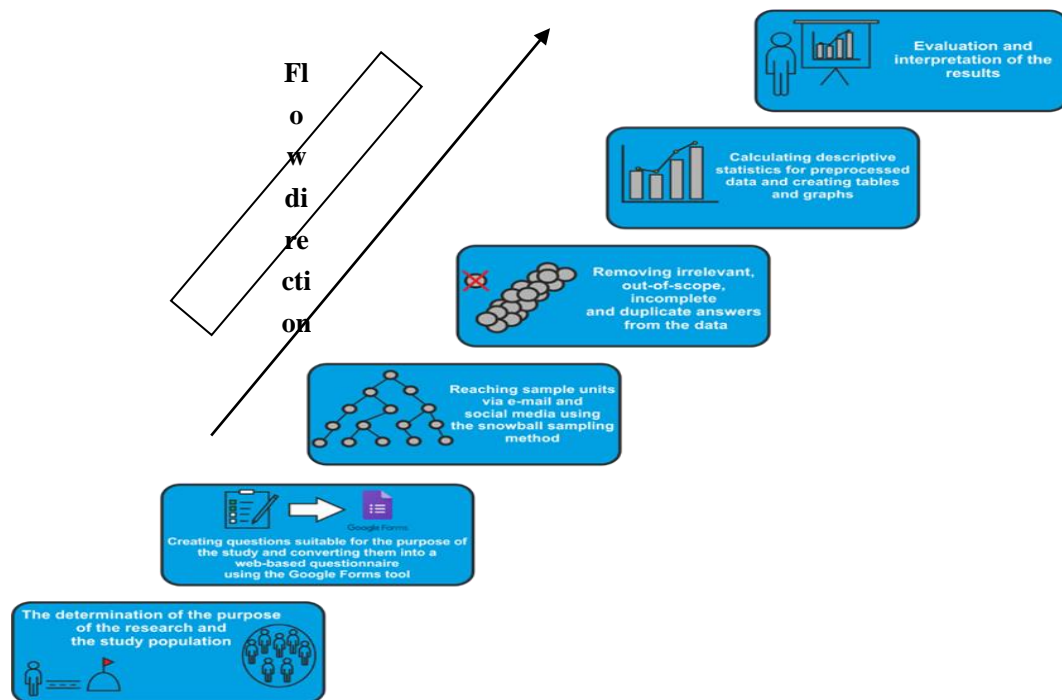 Fl
o
w
di
re
cti
on
Evaluation and
interpretation of the
results
Calculating descriptive
statistics for preprocessed
data and creating tables
and graphs
Removing irrelevant,
out-of-scope,
incomplete
and duplicate answers
from the data
Reaching sample units
via e-mail and
social media using
the snowball sampling
method
Google Forms
Creating questions suitable for the purpose of
the study and converting them into a
web-based questionnaire
using the Google Forms tool
The determination of the purpose
of the research and
the study population